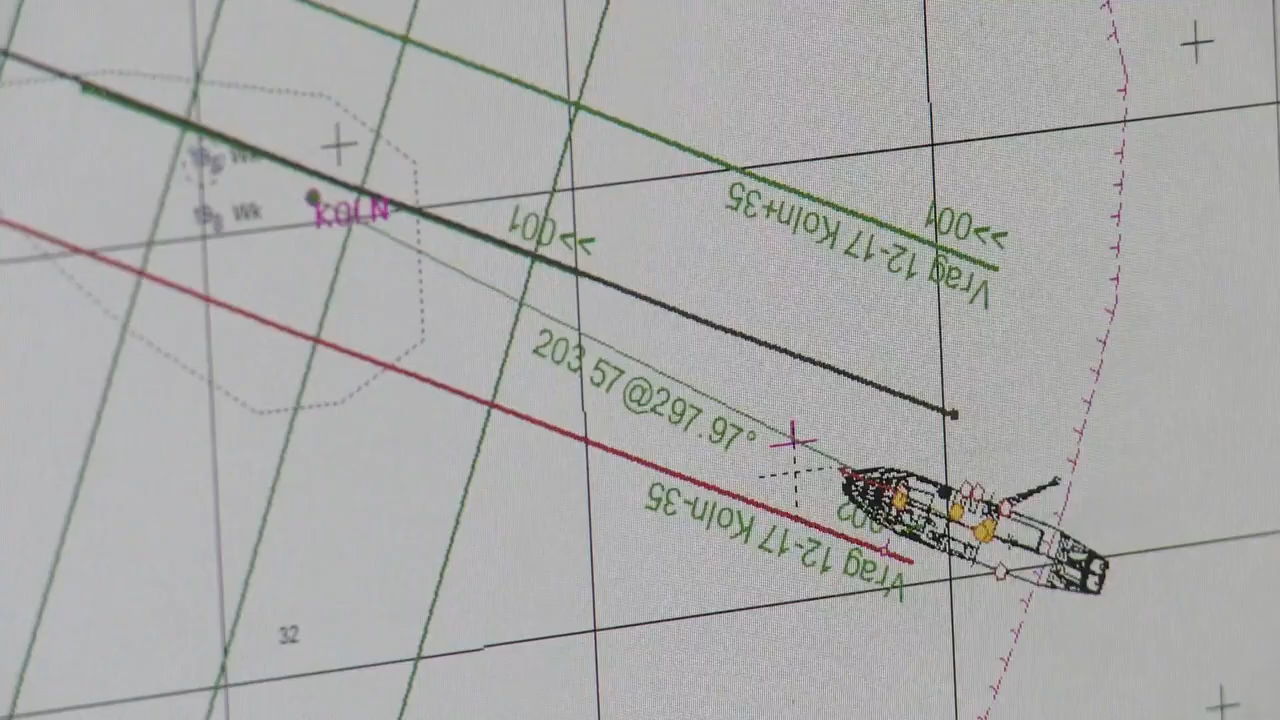 Wk
Wk
KOLN
>>001
>>001
Vrag 12-17 Koln+35
203.57@297.97°
Vrag 12-17 Koln-35
002
32